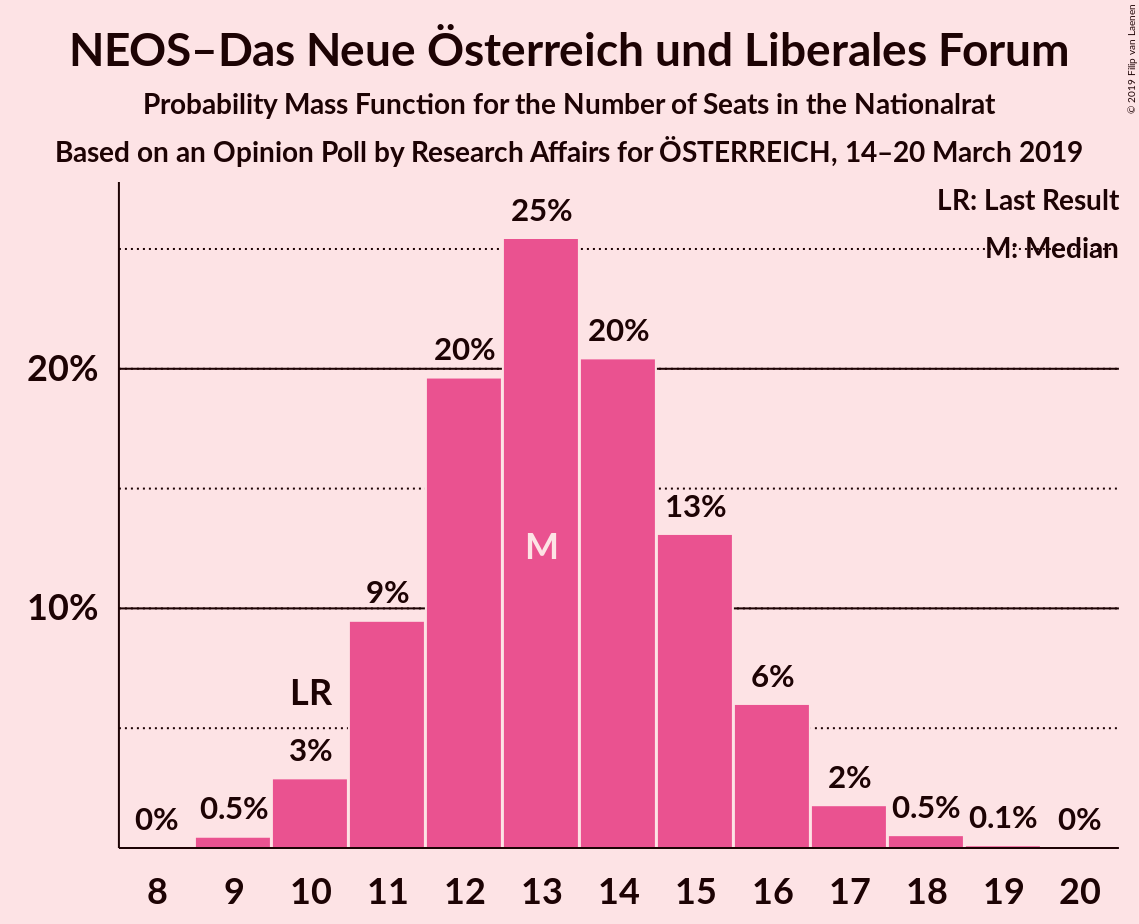 NEOS–Das Neue Österreich und Liberales Forum
Probability Mass Function for the Number of Seats in the Nationalrat
Based on an Opinion Poll by Research Affairs for ÖSTERREICH, 14–20 March 2019
© 2019 Filip van Laenen
LR: Last Result
M: Median
25%
20% 20%
20%
13%
M
9%
10%
LR
6%
3%
2%
0% 0.5% 0.5% 0.1% 0%
8 9 10 11 12 13 14 15 16 17 18 19 20